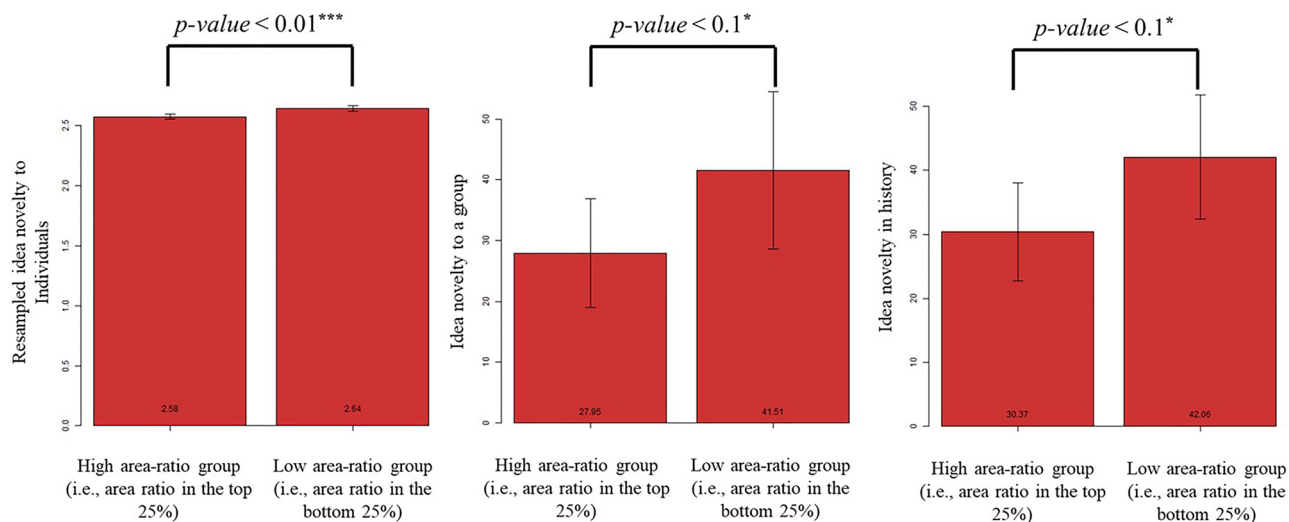 p-value < 0.01***
Resampled idea novelty to
Individuals
2.5
2.0
1.5
1.0
0.5
0.0
2.58
2.64
High area-ratio group
(i.e., area ratio in the top
25%)
Low area-ratio group
(i.e., area ratio in the
bottom 25%)
p-value < 0.1*
Idea novelty to a group
50
40
30
20
10
0
27.95
41.51
High area-ratio group
(i.e., area ratio in the top
25%)
Low area-ratio group
(i.e., area ratio in the
bottom 25%)
p-value < 0.1*
Idea novelty in history
50
40
30
20
10
0
30.37
42.06
High area-ratio group
(i.e., area ratio in the top
25%)
Low area-ratio group
(i.e., area ratio in the
bottom 25%)